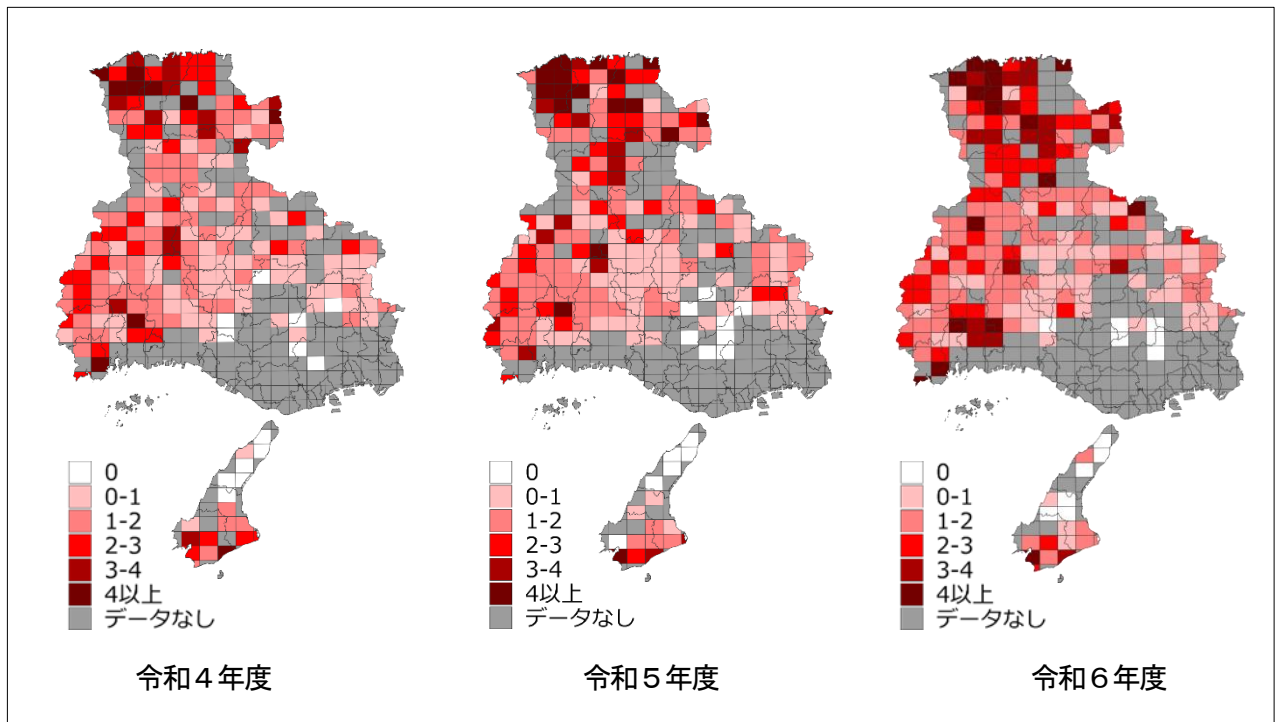 0
0-1
1-2
2-3
3-4
4以上
データなし
令和４年度
0
0-1
1-2
2-3
3-4
4以上
データなし
令和５年度
0
0-1
1-2
2-3
3-4
4以上
データなし
令和６年度